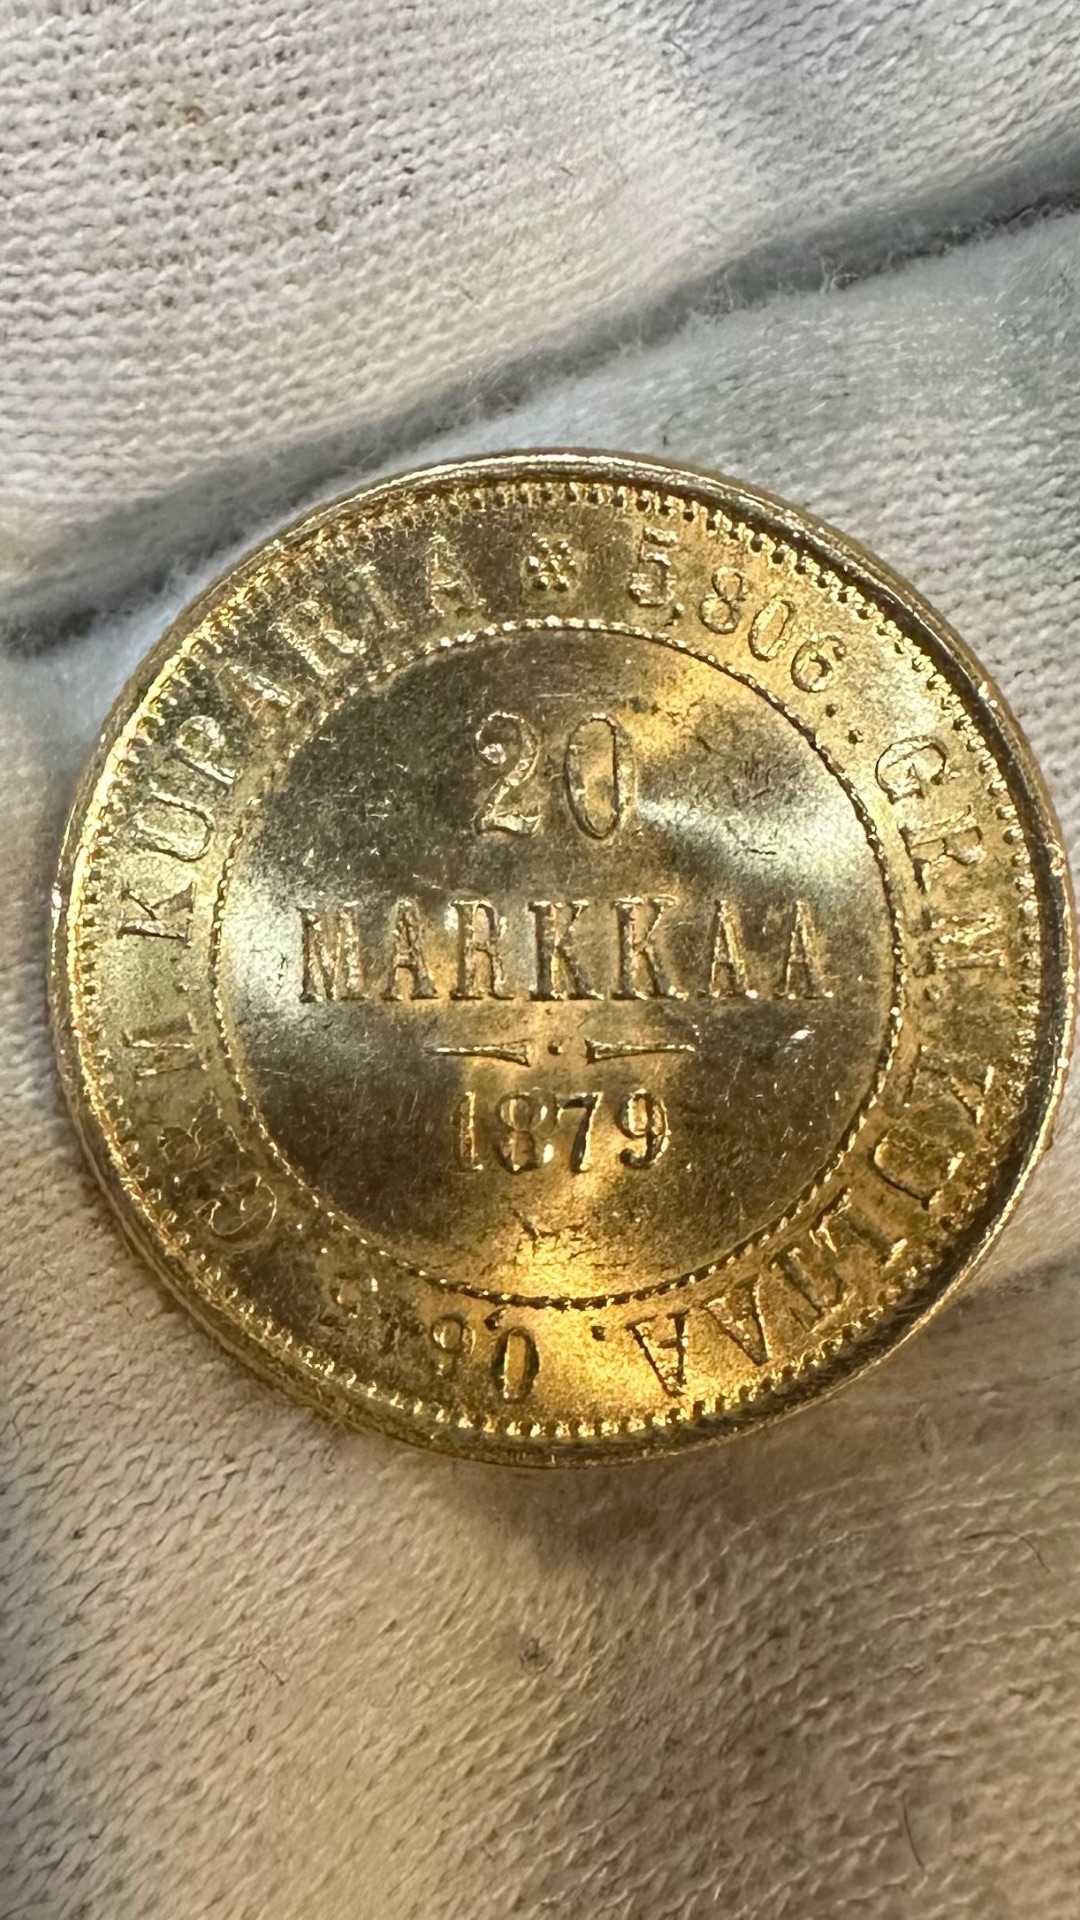 5,806. GRM. KULTAA. 0,645 GRM. KUPARIA
20
MARKKAA
1879